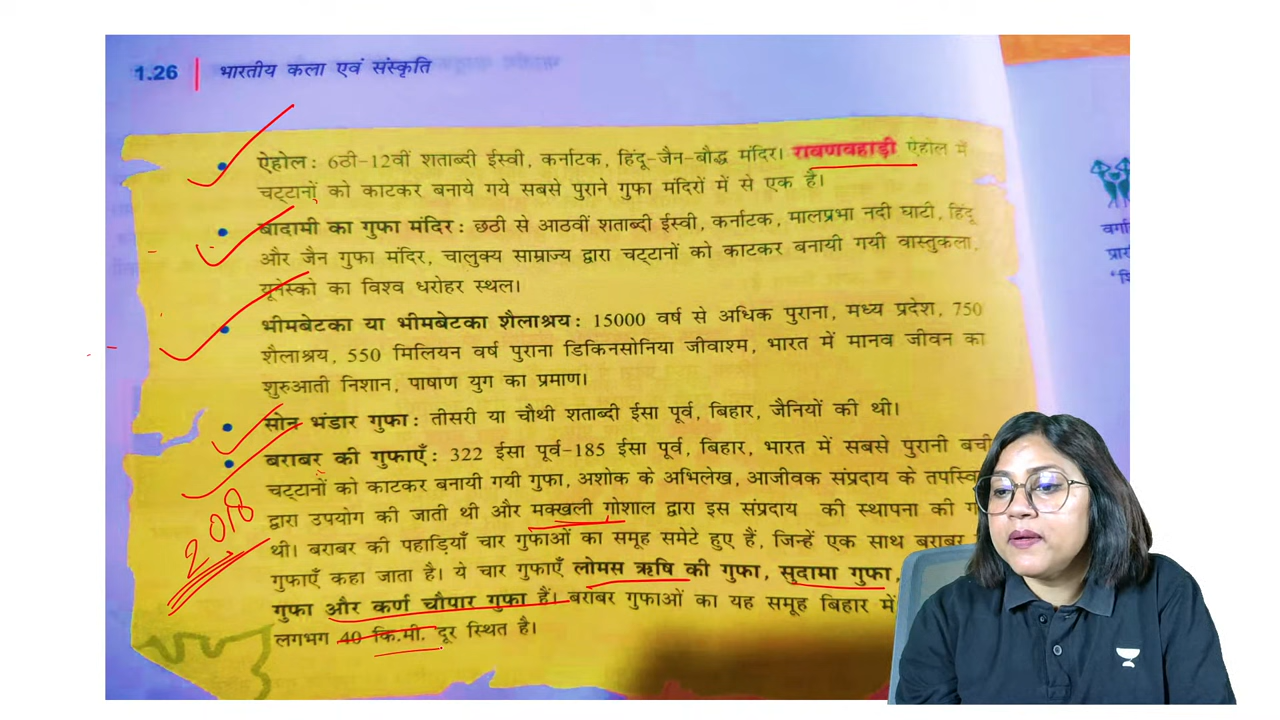 1.26 | भारतीय कला एवं संस्कृति
• ऐहोल: 6ठी-12वीं शताब्दी ईस्वी, कर्नाटक, हिंदू-जैन-बौद्ध मंदिर। रावणवहाड़ी ऐहोल में
चट्टानों को काटकर बनाये गये सबसे पुराने गुफा मंदिरों में से एक है।
• बादामी का गुफा मंदिर: छठी से आठवीं शताब्दी ईस्वी, कर्नाटक, मालप्रभा नदी घाटी, हिंदू
और जैन गुफा मंदिर, चालुक्य साम्राज्य द्वारा चट्टानों को काटकर बनायी गयी वास्तुकला,
यूनेस्को का विश्व धरोहर स्थल।
• भीमबेटका या भीमबेटका शैलाश्रय: 15000 वर्ष से अधिक पुराना, मध्य प्रदेश, 750
शैलाश्रय, 550 मिलियन वर्ष पुराना डिकिनसोनिया जीवाश्म, भारत में मानव जीवन का
शुरुआती निशान, पाषाण युग का प्रमाण।
• सोन भंडार गुफा: तीसरी या चौथी शताब्दी ईसा पूर्व, बिहार, जैनियों की थी।
• बराबर की गुफाएँ: 322 ईसा पूर्व-185 ईसा पूर्व, बिहार, भारत में सबसे पुरानी बची
चट्टानों को काटकर बनायी गयी गुफा, अशोक के अभिलेख, आजीवक संप्रदाय के
द्वारा उपयोग की जाती थी और मक्खली गोशाल द्वारा इस संप्रदाय की स्थापना की
थी। बराबर की पहाड़ियाँ चार गुफाओं का समूह समेटे हुए हैं, जिन्हें एक साथ बराबर
गुफाएँ कहा जाता है। ये चार गुफाएँ लोमस ऋषि की गुफा, सुदामा गुफा,
गुफा और कर्ण चौपार गुफा हैं। बराबर गुफाओं का यह समूह बिहार में
लगभग 40 कि.मी. दूर स्थित है।
2018